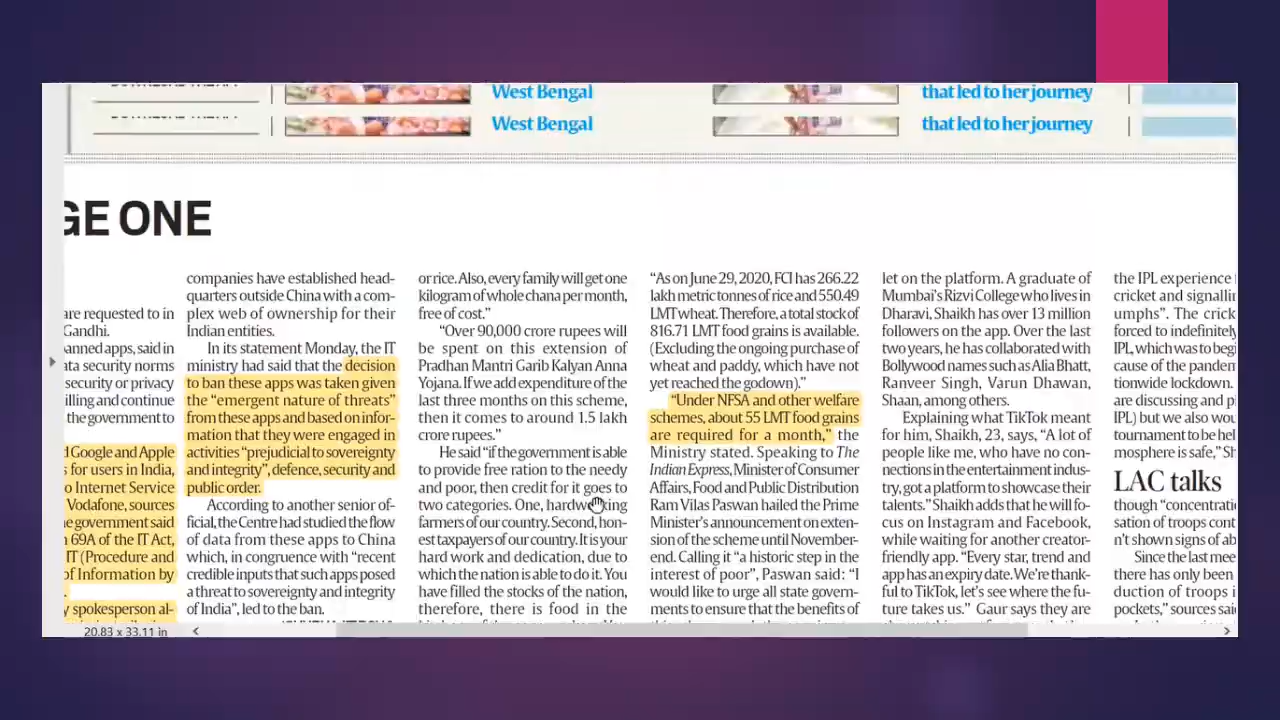 West Bengal
that led to her journey
West Bengal
that led to her journey
GE ONE
are requested to in
Gandhi.
anned apps, said in
ata security norms
security or privacy
illing and continue
the government to
d Google and Apple
s for users in India,
o Internet Service
Vodafone, sources
e government said
n 69A of the IT Act,
IT (Procedure and
of Information by
y spokesperson al-
companies have established head-
quarters outside China with a com-
plex web of ownership for their
Indian entities.
In its statement Monday, the IT
ministry had said that the decision
to ban these apps was taken given
the “emergent nature of threats”
from these apps and based on infor-
mation that they were engaged in
activities “prejudicial to sovereignty
and integrity”, defence, security and
public order.
According to another senior of-
ficial, the Centre had studied the flow
of data from these apps to China
which, in congruence with “recent
credible inputs that such apps posed
a threat to sovereignty and integrity
of India”, led to the ban.
or rice. Also, every family will get one
kilogram of whole chana per month,
free of cost.”
“Over 90,000 crore rupees will
be spent on this extension of
Pradhan Mantri Garib Kalyan Anna
Yojana. If we add expenditure of the
last three months on this scheme,
then it comes to around 1.5 lakh
crore rupees.”
He said “if the government is able
to provide free ration to the needy
and poor, then credit for it goes to
two categories. One, hardworking
farmers of our country. Second, hon-
est taxpayers of our country. It is your
hard work and dedication, due to
which the nation is able to do it. You
have filled the stocks of the nation,
therefore, there is food in the
“As on June 29, 2020, FCI has 266.22
lakh metric tonnes of rice and 550.49
LMT wheat. Therefore, a total stock of
816.71 LMT food grains is available.
(Excluding the ongoing purchase of
wheat and paddy, which have not
yet reached the godown).”
“Under NFSA and other welfare
schemes, about 55 LMT food grains
are required for a month,” the
Ministry stated. Speaking to The
Indian Express, Minister of Consumer
Affairs, Food and Public Distribution
Ram Vilas Paswan hailed the Prime
Minister’s announcement on exten-
sion of the scheme until November-
end. Calling it “a historic step in the
interest of poor”, Paswan said: “I
would like to urge all state govern-
ments to ensure that the benefits of
let on the platform. A graduate of
Mumbai’s Rizvi College who lives in
Dharavi, Shaikh has over 13 million
followers on the app. Over the last
two years, he has collaborated with
Bollywood names such as Alia Bhatt,
Ranveer Singh, Varun Dhawan,
Shaan, among others.
Explaining what TikTok meant
for him, Shaikh, 23, says, “A lot of
people like me, who have no con-
nections in the entertainment indus-
try, got a platform to showcase their
talents.” Shaikh adds that he will fo-
cus on Instagram and Facebook,
while waiting for another creator-
friendly app. “Every star, trend and
app has an expiry date. We’re thank-
ful to TikTok, let’s see where the fu-
ture takes us.” Gaur says they are
the IPL experience
cricket and signallin
umphs”. The crick
forced to indefinitely
IPL, which was to begi
cause of the pandem
tionwide lockdown.
are discussing and p
IPL) but we also wou
tournament to be hel
mosphere is safe,” Sh
LAC talks
though “concentrati
sation of troops cont
n’t shown signs of ab
Since the last mee
there has only been
duction of troops i
pockets,” sources sai
20.83 x 33.11 in